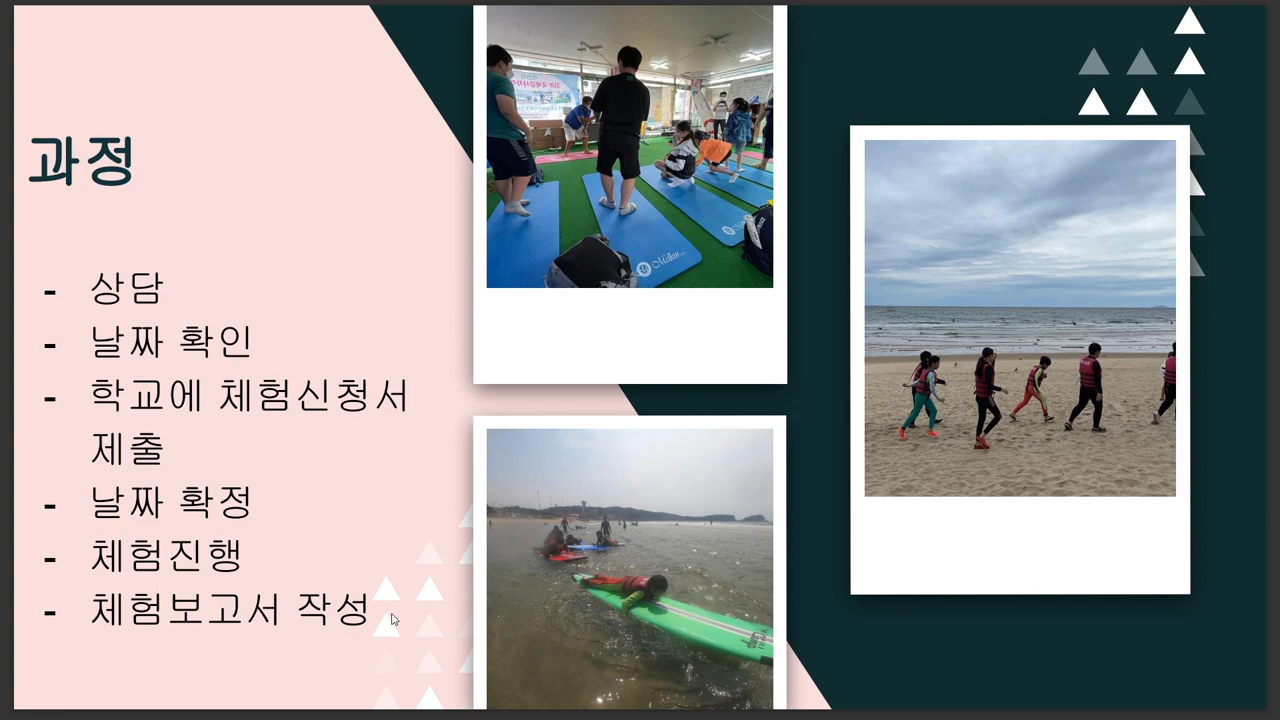 과정
- 상담
- 날짜 확인
- 학교에 체험신청서
제출
- 날짜 확정
- 체험진행
- 체험보고서 작성